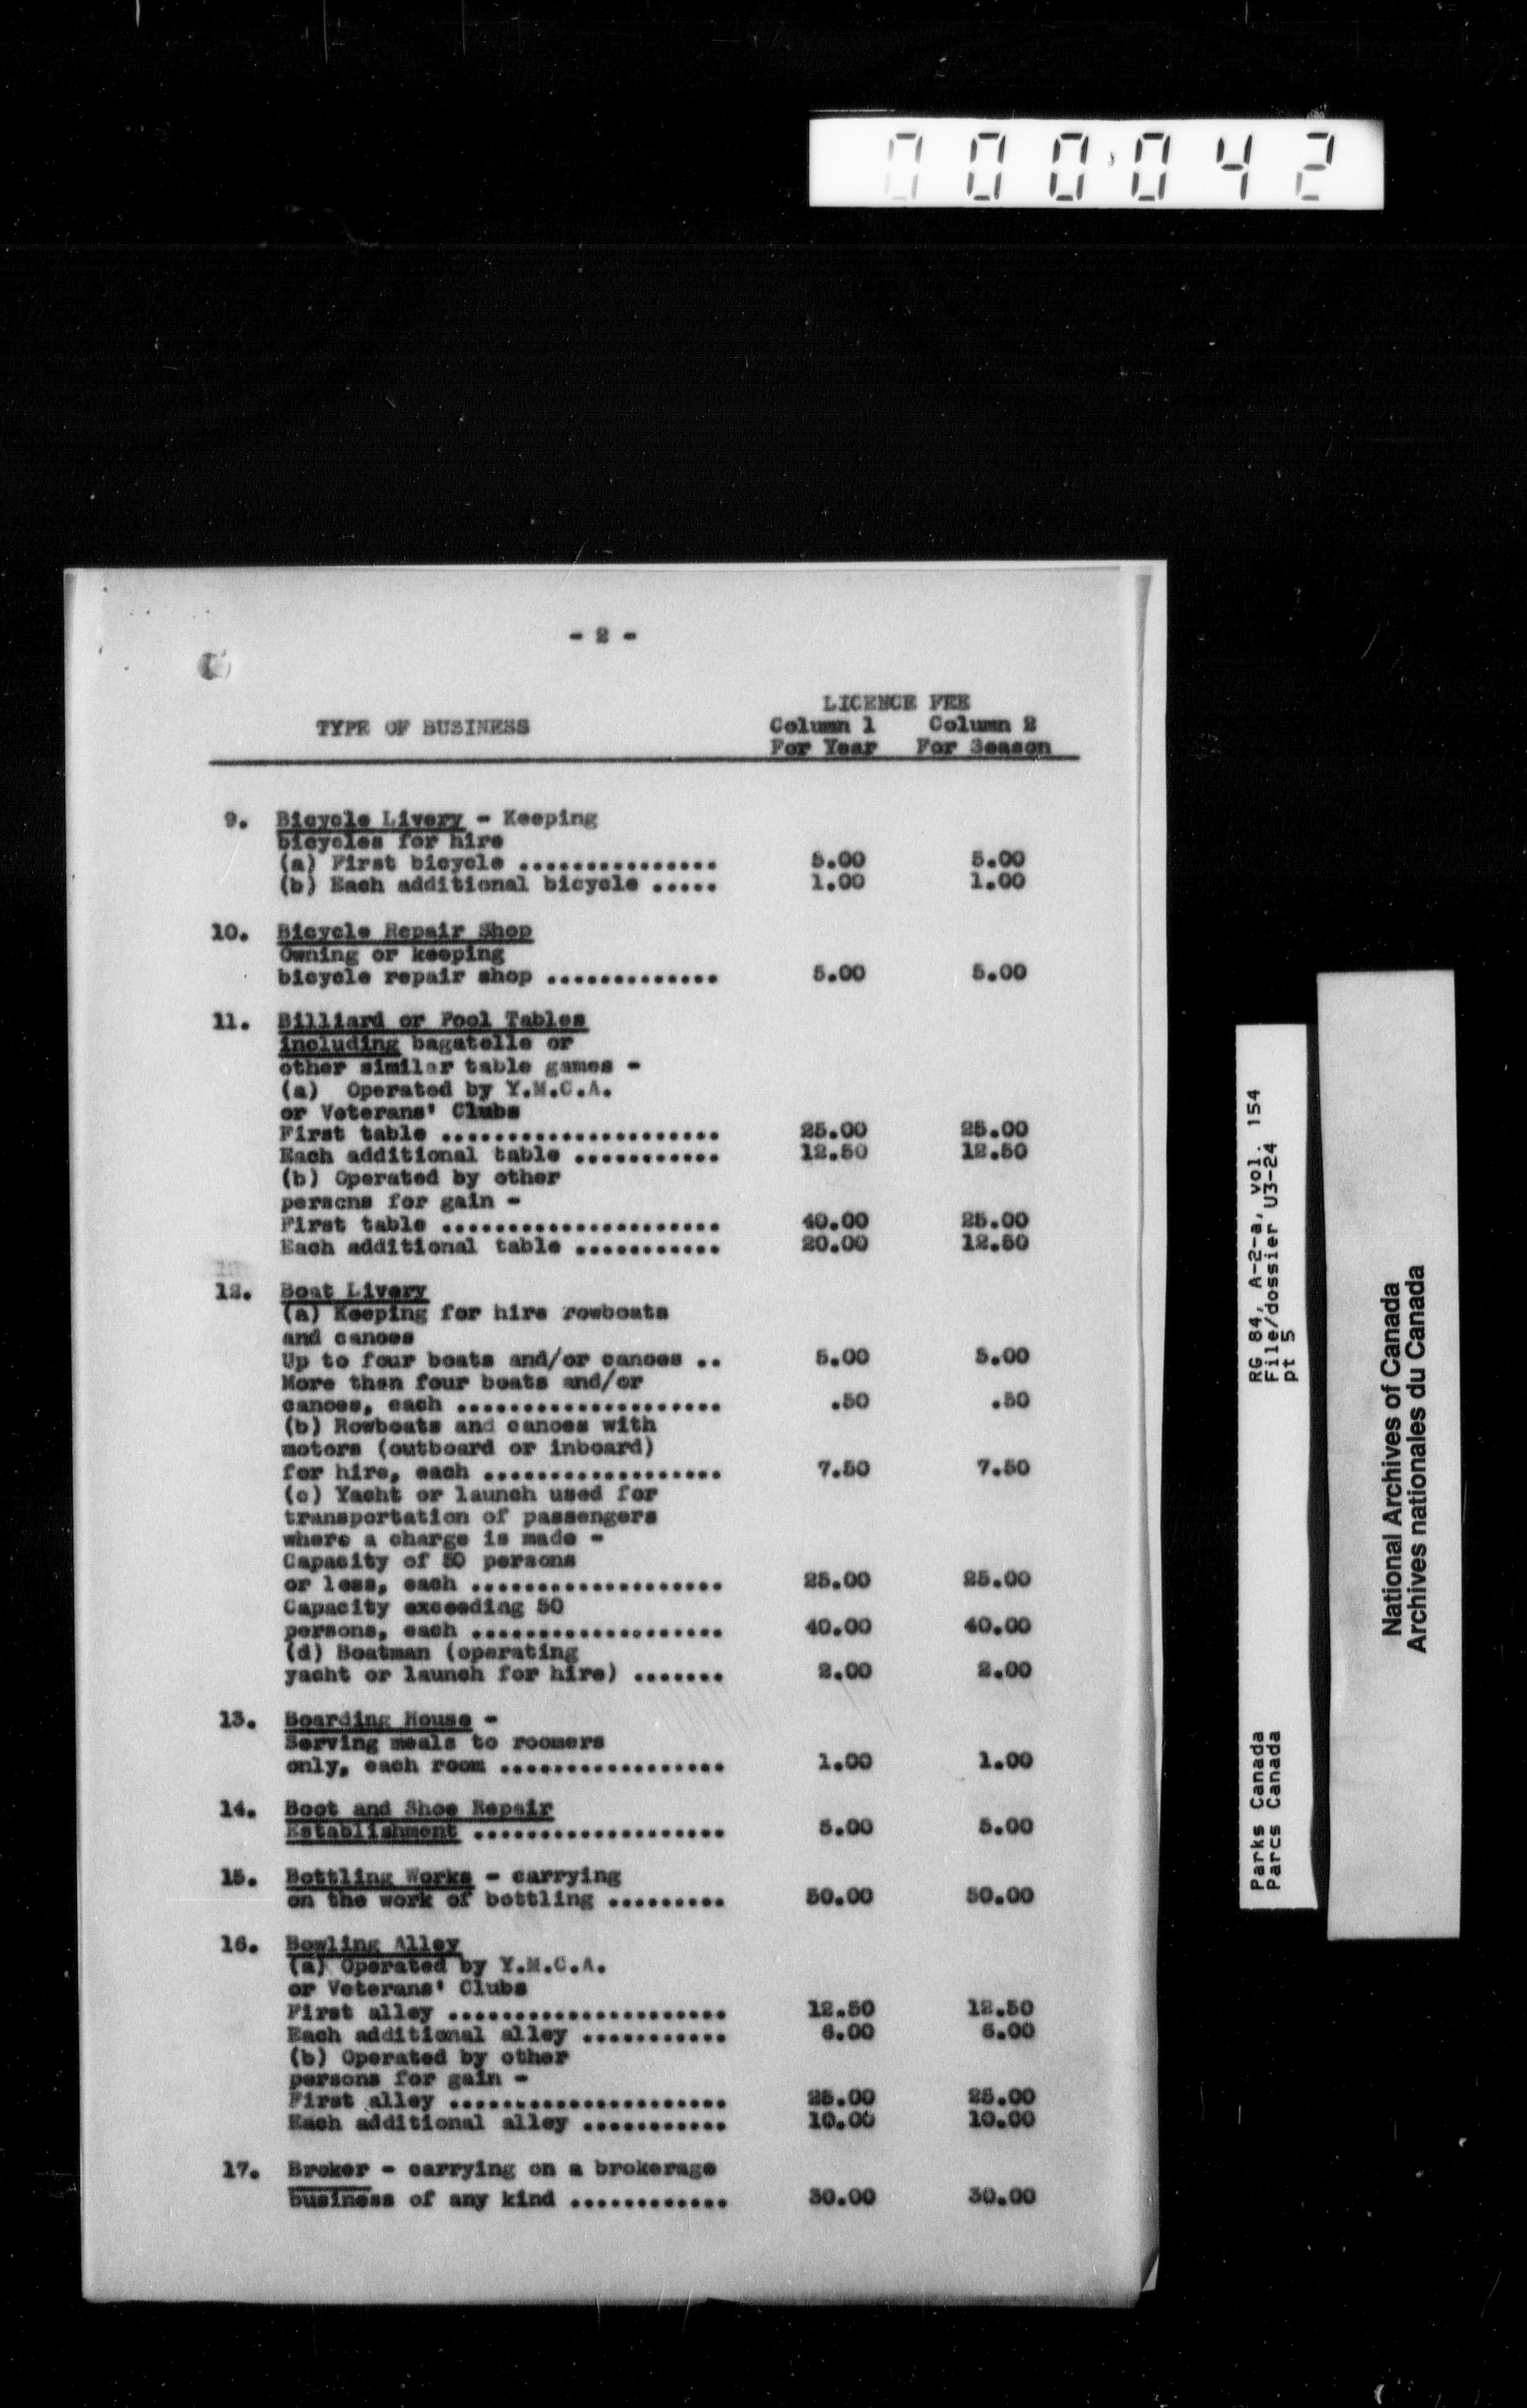 000042
- 2 -
LICENCE FEE
TYPE OF BUSINESS Column 1 Column 2
For Year For Season
9. Bicycle Livery - Keeping
bicycles for hire
(a) First bicycle ............... 5.00 5.00
(b) Each additional bicycle ..... 1.00 1.00
10. Bicycle Repair Shop
Owning or keeping
bicycle repair shop ............. 5.00 5.00
11. Billiard or Pool Tables
including bagatelle or
other similar table games -
(a) Operated by Y.M.C.A.
or Veterans' Clubs
First table ..................... 25.00 25.00
Each additional table ........... 12.50 12.50
(b) Operated by other
persons for gain -
First table ..................... 40.00 25.00
Each additional table ........... 20.00 12.50
12. Boat Livery
(a) Keeping for hire rowboats
and canoes
Up to four boats and/or canoes .. 5.00 5.00
More than four boats and/or
canoes, each .................... .50 .50
(b) Rowboats and canoes with
motors (outboard or inboard)
for hire, each .................. 7.50 7.50
(c) Yacht or launch used for
transportation of passengers
where a charge is made -
Capacity of 50 persons
or less, each ................... 25.00 25.00
Capacity exceeding 50
persons, each ................... 40.00 40.00
(d) Boatman (operating
yacht or launch for hire) ....... 2.00 2.00
13. Boarding House -
Serving meals to roomers
only, each room ................. 1.00 1.00
14. Boot and Shoe Repair
Establishment ................... 5.00 5.00
15. Bottling Works - carrying
on the work of bottling ......... 50.00 50.00
16. Bowling Alley
(a) Operated by Y.M.C.A.
or Veterans' Clubs
First alley ..................... 12.50 12.50
Each additional alley ........... 6.00 6.00
(b) Operated by other
persons for gain -
First alley ..................... 25.00 25.00
Each additional alley ........... 10.00 10.00
17. Broker - carrying on a brokerage
business of any kind ............ 30.00 30.00
Parks Canada RG 84, A-2-a, vol. 154
Parcs Canada File/dossier U3-24
pt 5
National Archives of Canada
Archives nationales du Canada